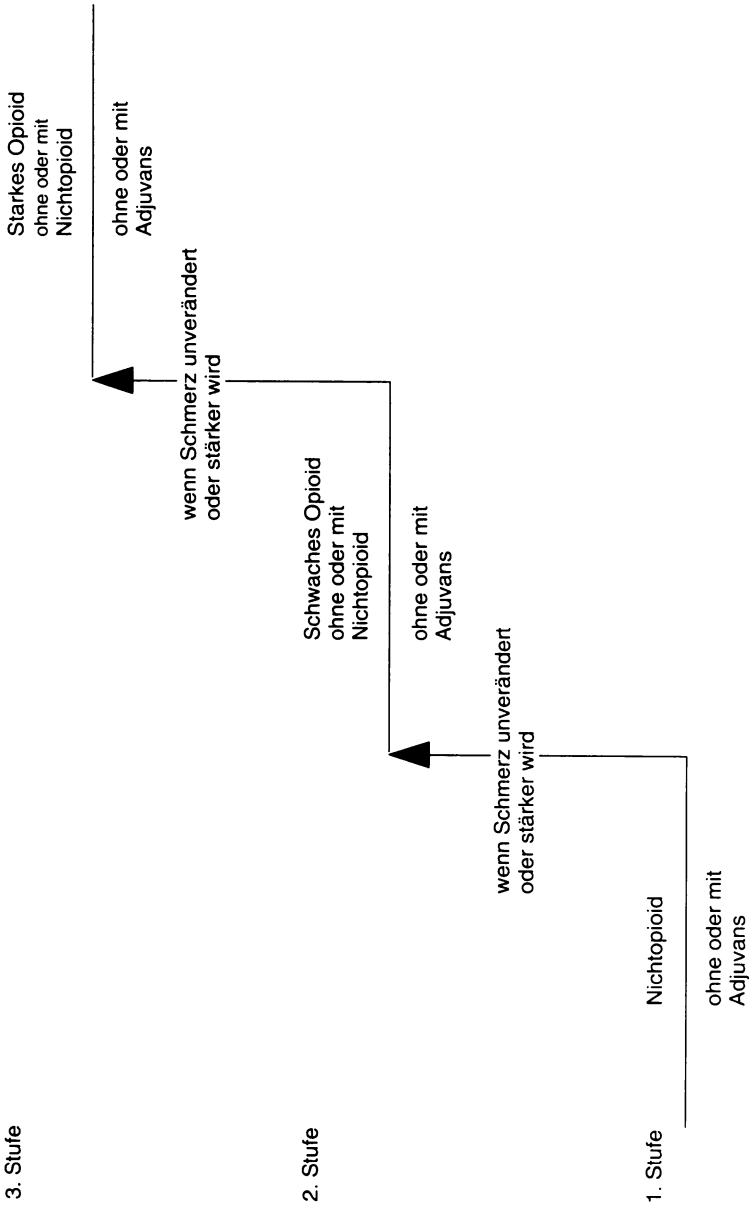 3. Stufe
Starkes Opioid
ohne oder mit
Nichtopioid
ohne oder mit
Adjuvans
wenn Schmerz unverändert
oder stärker wird
2. Stufe
Schwaches Opioid
ohne oder mit
Nichtopioid
ohne oder mit
Adjuvans
wenn Schmerz unverändert
oder stärker wird
1. Stufe
Nichtopioid
ohne oder mit
Adjuvans